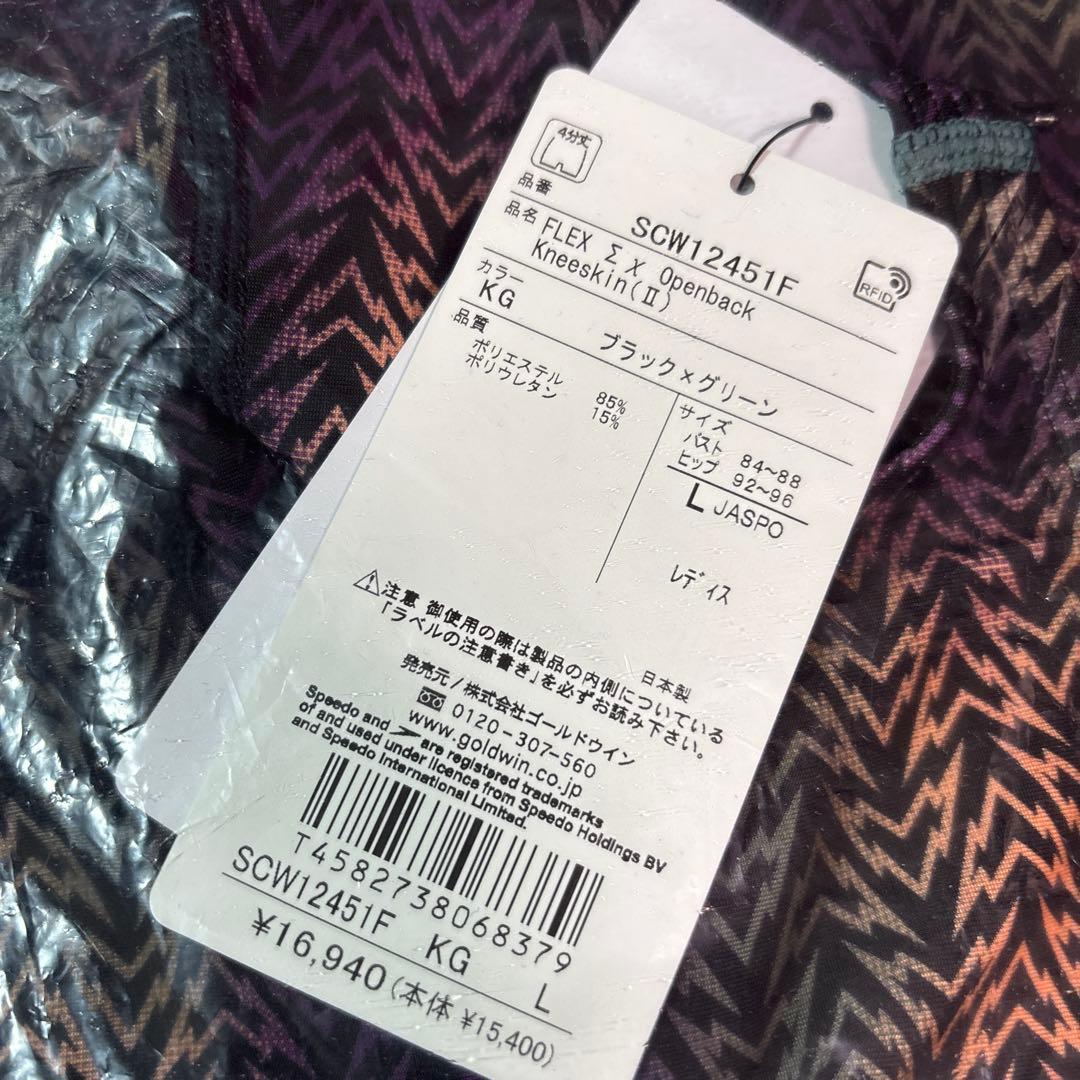 4分丈
品番 SCW12451F
品名 FLEX Σ χ Openback
Kneeskin(Ⅱ)
RFID
カラー
KG ブラック×グリーン
品質
ポリエステル 85%
ポリウレタン 15%
サイズ
バスト 84~88
ヒップ 92~96
L JASPO
レディス
日本製
⚠注意 御使用の際は製品の内側についている
「ラベルの注意書き」を必ずお読み下さい。
発売元/株式会社ゴールドウイン
0120-307-560
www.goldwin.co.jp
Speedo and are registered trademarks
of and used under licence from Speedo Holdings BV
and Speedo International Limited.
T4582738068379
SCW12451F KG L
¥16,940(本体 ¥15,400)